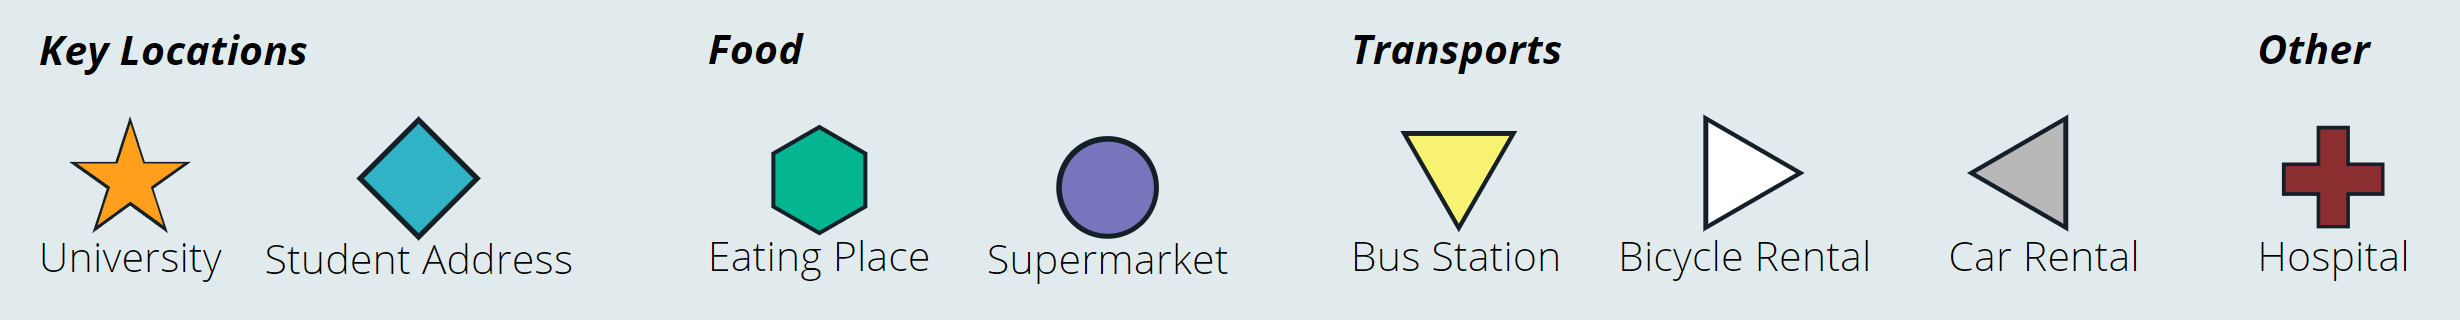 Key Locations
Food
Transports
Other
University
Student Address
Eating Place
Supermarket
Bus Station
Bicycle Rental
Car Rental
Hospital